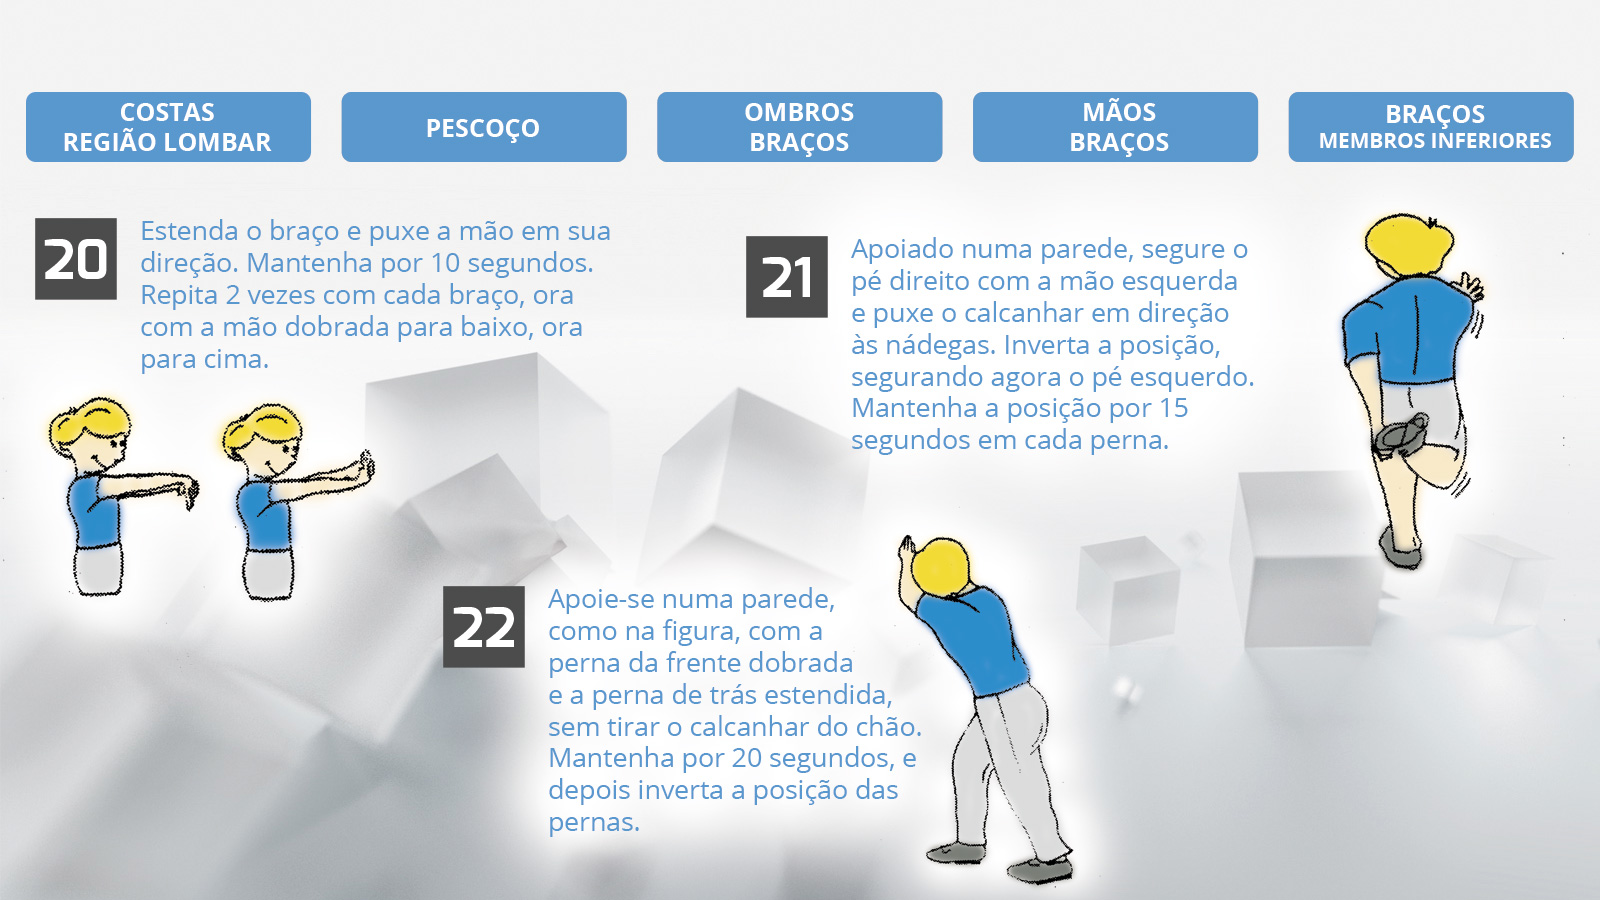 COSTAS
REGIÃO LOMBAR
PESCOÇO
OMBROS
BRAÇOS
MÃOS
BRAÇOS
BRAÇOS
MEMBROS INFERIORES
20
Estenda o braço e puxe a mão em sua
direção. Mantenha por 10 segundos.
Repita 2 vezes com cada braço, ora
com a mão dobrada para baixo, ora
para cima.
21
Apoiado numa parede, segure o
pé direito com a mão esquerda
e puxe o calcanhar em direção
às nádegas. Inverta a posição,
segurando agora o pé esquerdo.
Mantenha a posição por 15
segundos em cada perna.
22
Apoie-se numa parede,
como na figura, com a
perna da frente dobrada
e a perna de trás estendida,
sem tirar o calcanhar do chão.
Mantenha por 20 segundos, e
depois inverta a posição das
pernas.